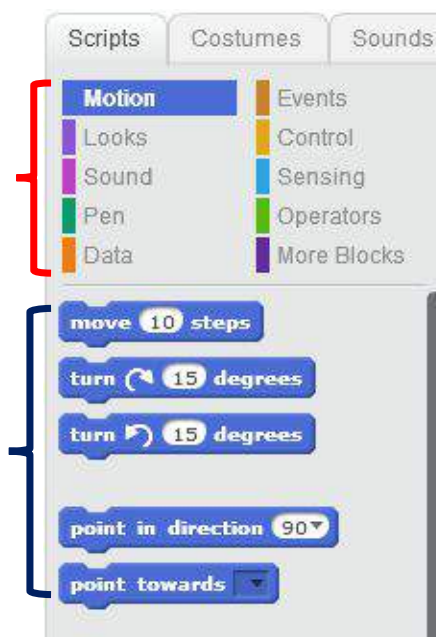 Scripts Costumes Sounds
Motion Events
Looks Control
Sound Sensing
Pen Operators
Data More Blocks
move 10 steps
turn 15 degrees
turn 15 degrees
point in direction 90
point towards